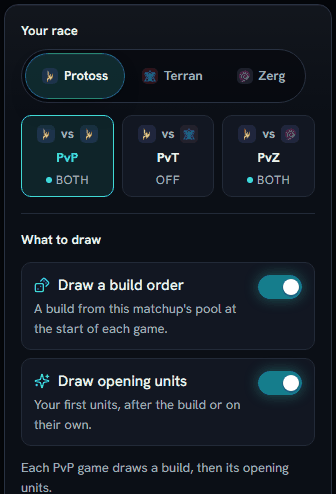 Your race
Protoss Terran Zerg
vs vs vs
PvP PvT PvZ
BOTH OFF BOTH
What to draw
Draw a build order
A build from this matchup's pool at
the start of each game.
Draw opening units
Your first units, after the build or on
their own.
Each PvP game draws a build, then its opening
units.